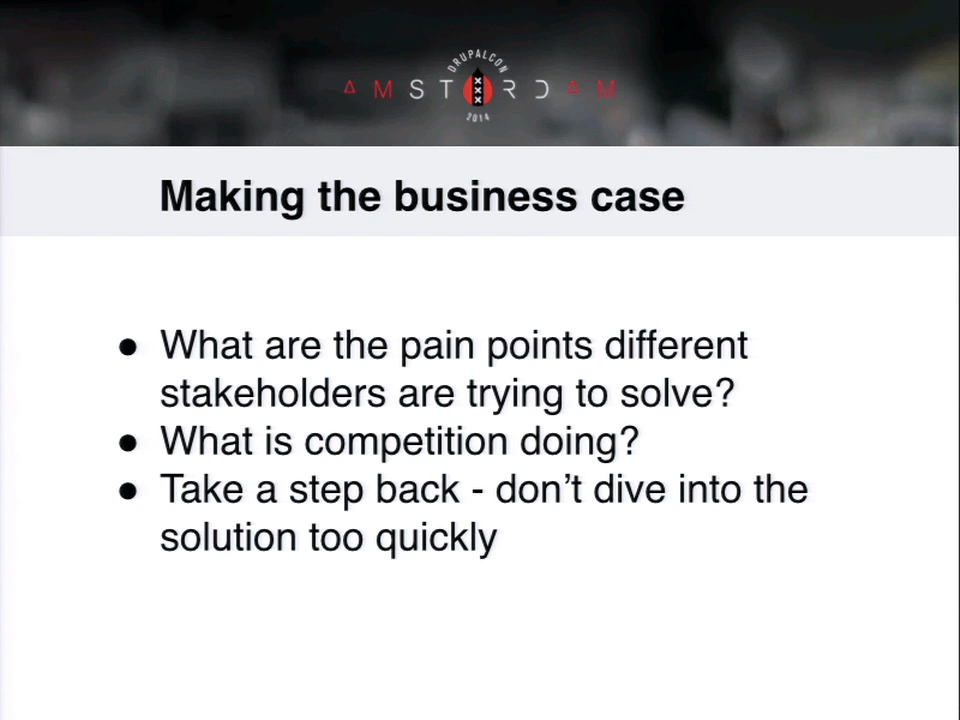 DRUPALCON
AMSTERDAM
2014
Making the business case
● What are the pain points different
stakeholders are trying to solve?
● What is competition doing?
● Take a step back - don’t dive into the
solution too quickly